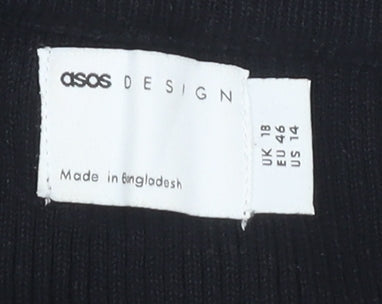 asos DESIGN
Made in Bangladesh
UK 18
EU 46
US 14